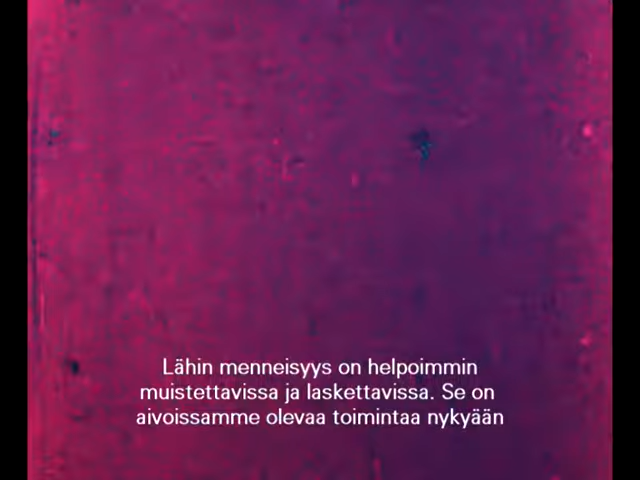 Lähin menneisyys on helpoimmin
muistettavissa ja laskettavissa. Se on
aivoissamme olevaa toimintaa nykyään